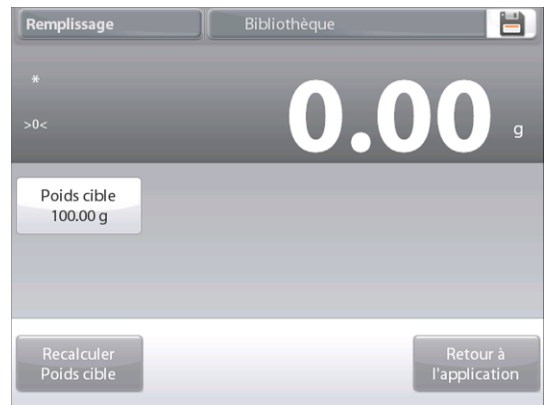 Remplissage
Bibliothèque
*
0.00 g
>0<
Poids cible
100.00 g
Recalculer
Poids cible
Retour à
l'application